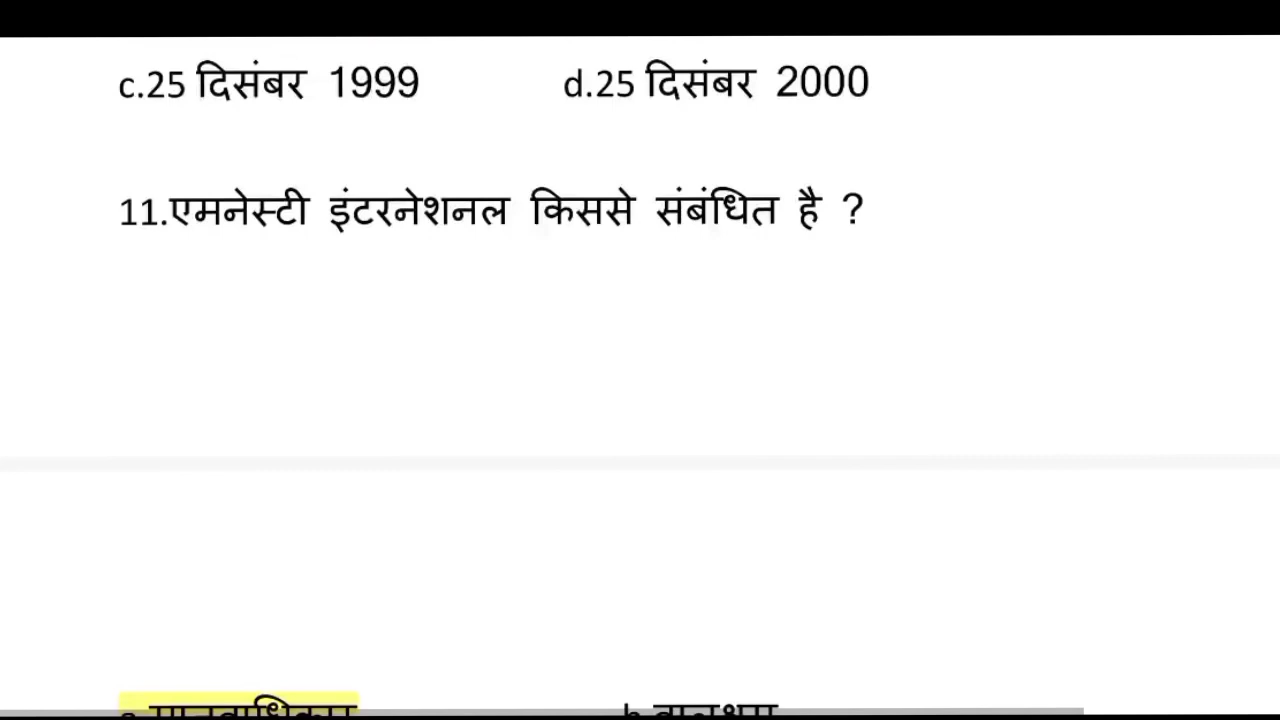 c.25 दिसंबर 1999 d.25 दिसंबर 2000
11.एमनेस्टी इंटरनेशनल किससे संबंधित है ?